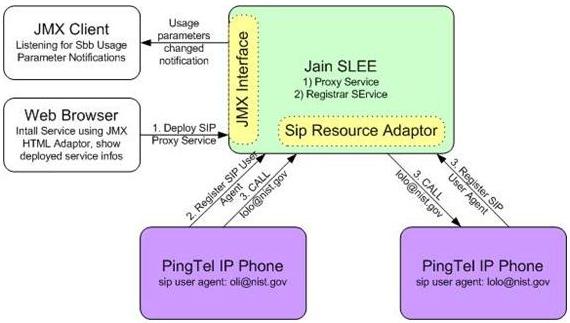 JMX Client
Listening for Sbb Usage
Parameter Notifications
Usage
parameters
changed
notification
JMX Interface
Jain SLEE
1) Proxy Service
2) Registrar SErvice
Sip Resource Adaptor
Web Browser
Intall Service using JMX
HTML Adaptor, show
deployed service infos
1. Deploy SIP
Proxy Service
2. Register SIP User
Agent
3. CALL
lolo@nist.gov
3. CALL
lolo@nist.gov
3. Register SIP
User Agent
PingTel IP Phone
sip user agent: oli@nist.gov
PingTel IP Phone
sip user agent: lolo@nist.gov